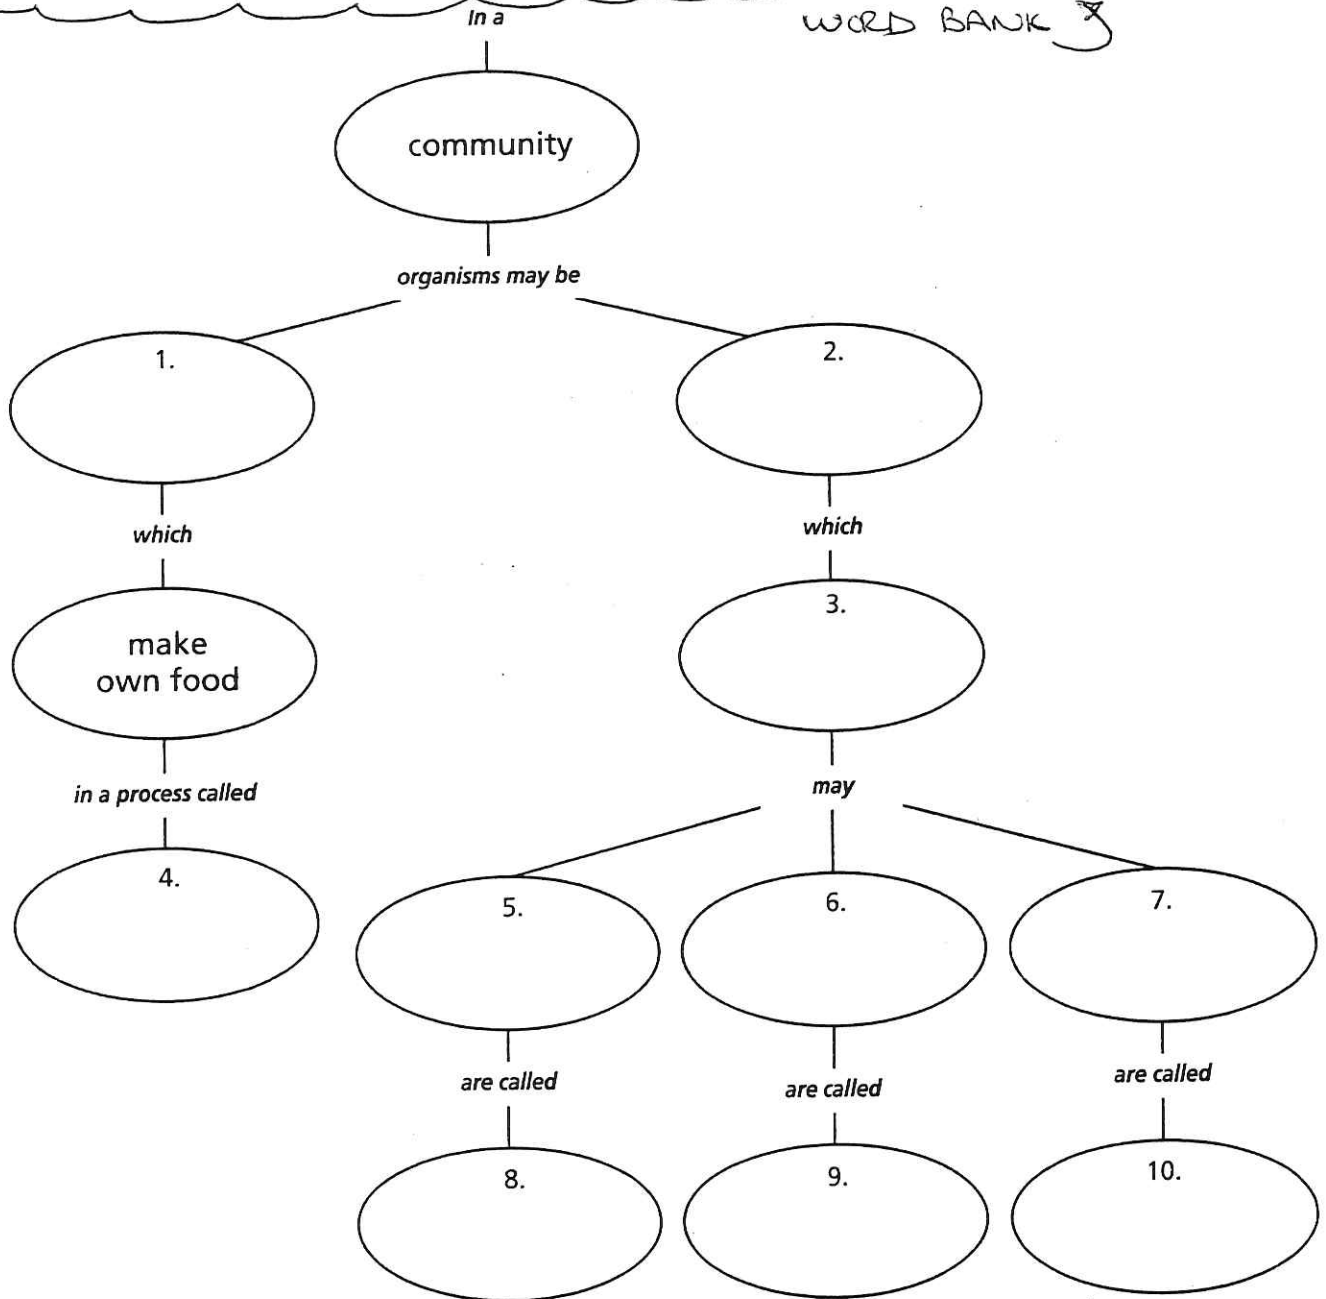 In a
WORD BANK
community
organisms may be
1.
2.
which
which
make
own food
3.
in a process called
may
4.
5.
6.
7.
are called
are called
are called
8.
9.
10.